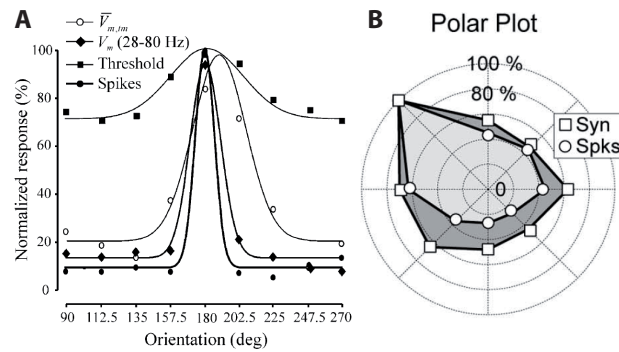 A
V̅m,tm
Vm (28-80 Hz)
Threshold
Spikes
Normalized response (%)
100
80
60
40
20
0
90 112.5 135 157.5 180 202.5 225 247.5 270
Orientation (deg)
B
Polar Plot
100 %
80 %
0
Syn
Spks